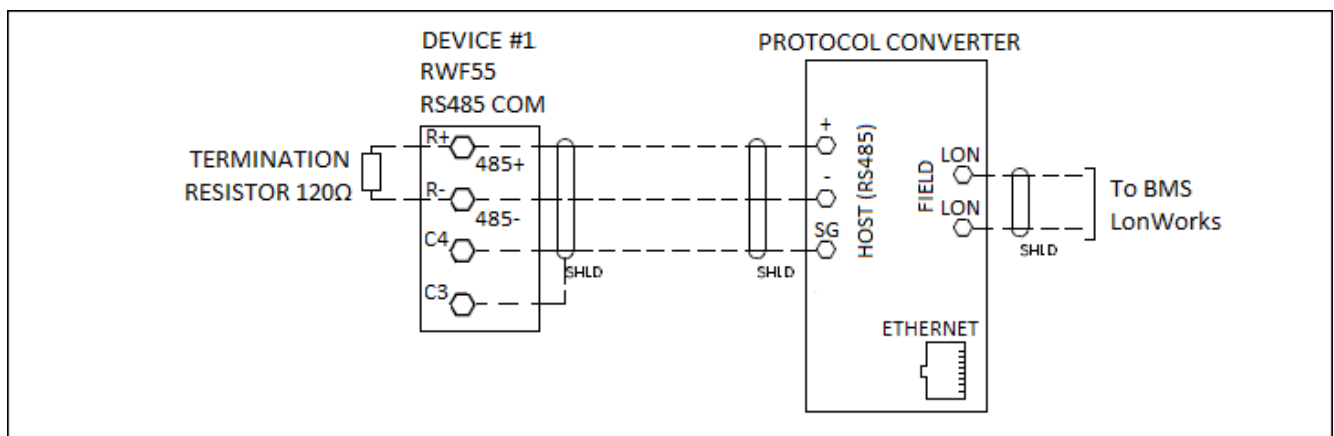 DEVICE #1
RWF55
RS485 COM
PROTOCOL CONVERTER
TERMINATION
RESISTOR 120Ω
R+
485+
R-
485-
C4
C3
SHLD
SHLD
+
-
SG
HOST (RS485)
FIELD
LON
LON
SHLD
To BMS
LonWorks
ETHERNET